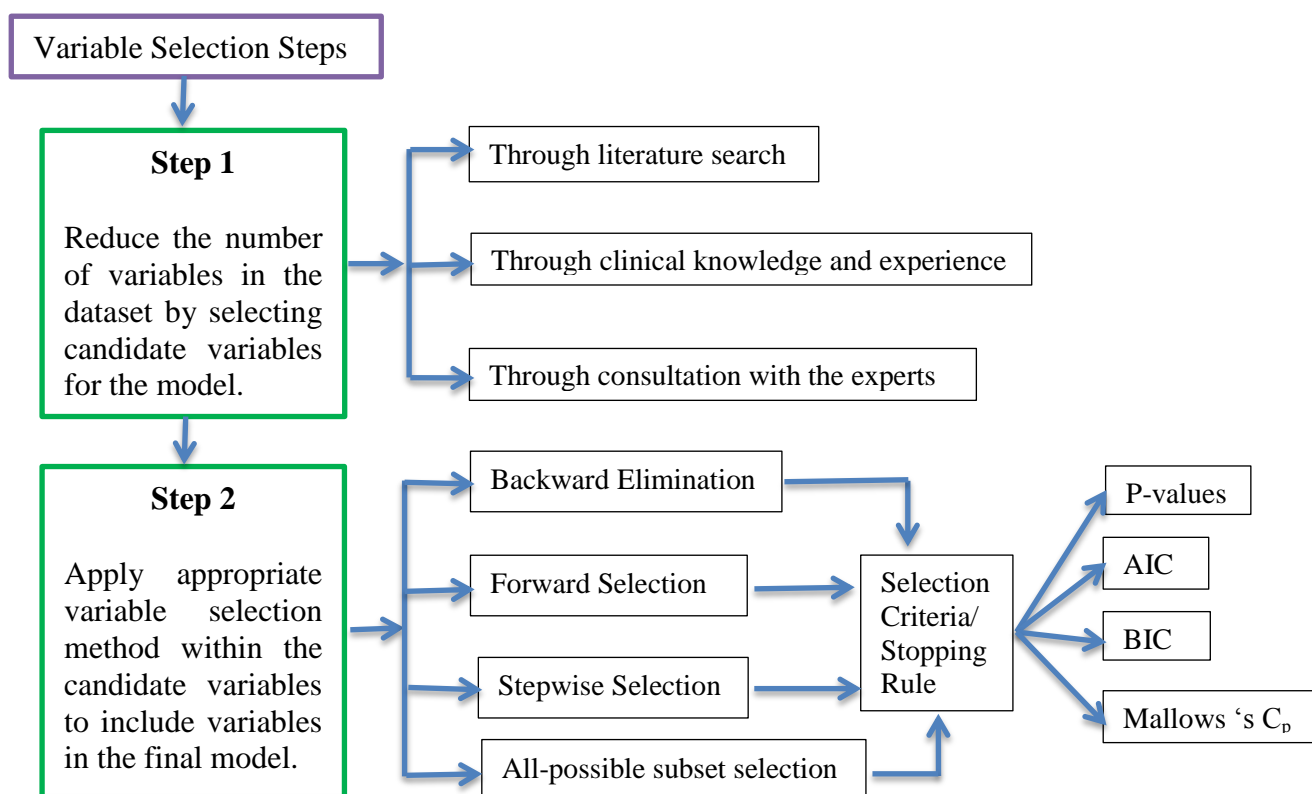 Variable Selection Steps
Step 1
Reduce the number
of variables in the
dataset by selecting
candidate variables
for the model.
Through literature search
Through clinical knowledge and experience
Through consultation with the experts
Step 2
Apply appropriate
variable selection
method within the
candidate variables
to include variables
in the final model.
Backward Elimination
Forward Selection
Stepwise Selection
All-possible subset selection
Selection
Criteria/
Stopping
Rule
P-values
AIC
BIC
Mallows ‘s Cp